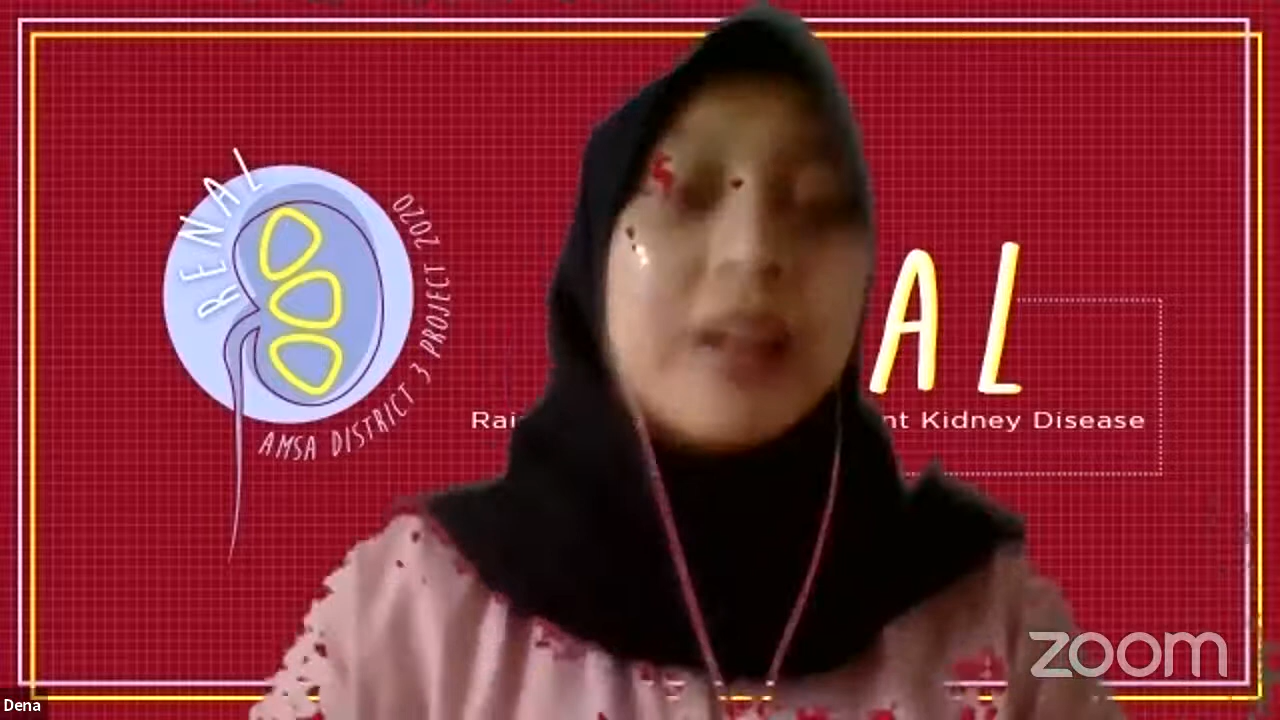 RENAL
AMSA DISTRICT 3 PROJECT 2020
AL
Rai
nt Kidney Disease
zoom
Dena